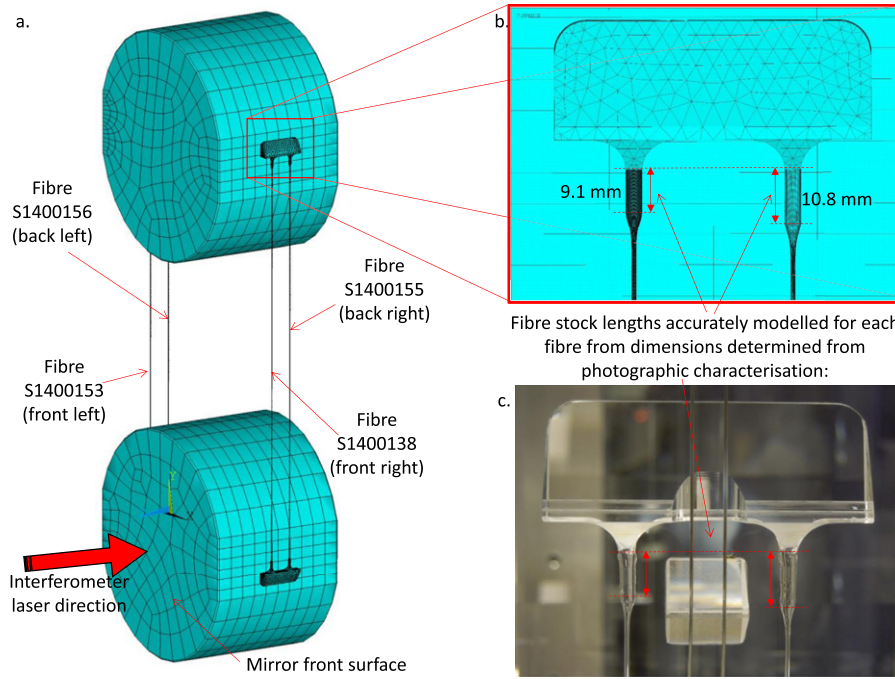 a.
Fibre
S1400156
(back left)
Fibre
S1400155
(back right)
Fibre
S1400153
(front left)
Fibre
S1400138
(front right)
Y
X
Interferometer
laser direction
Mirror front surface
b.
9.1 mm
10.8 mm
Fibre stock lengths accurately modelled for each
fibre from dimensions determined from
photographic characterisation:
c.